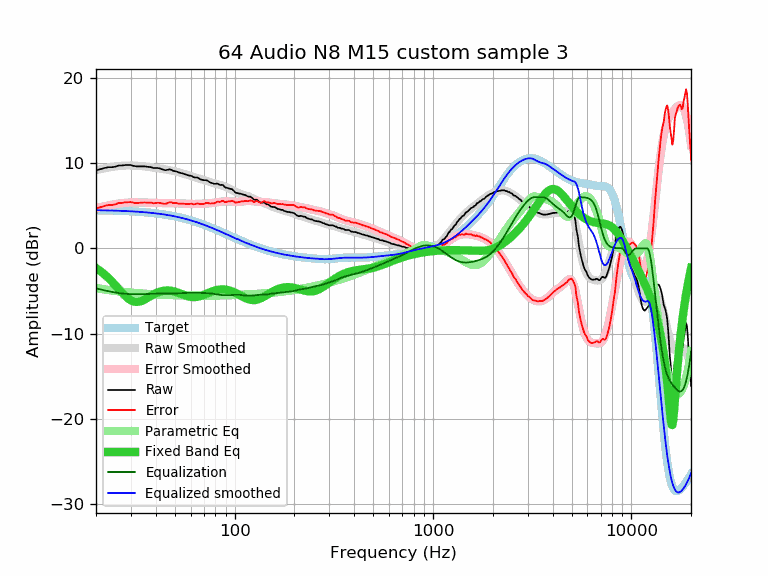 64 Audio N8 M15 custom sample 3
20
10
0
−10
−20
−30
Amplitude (dBr)
Target
Raw Smoothed
Error Smoothed
Raw
Error
Parametric Eq
Fixed Band Eq
Equalization
Equalized smoothed
100
1000
10000
Frequency (Hz)